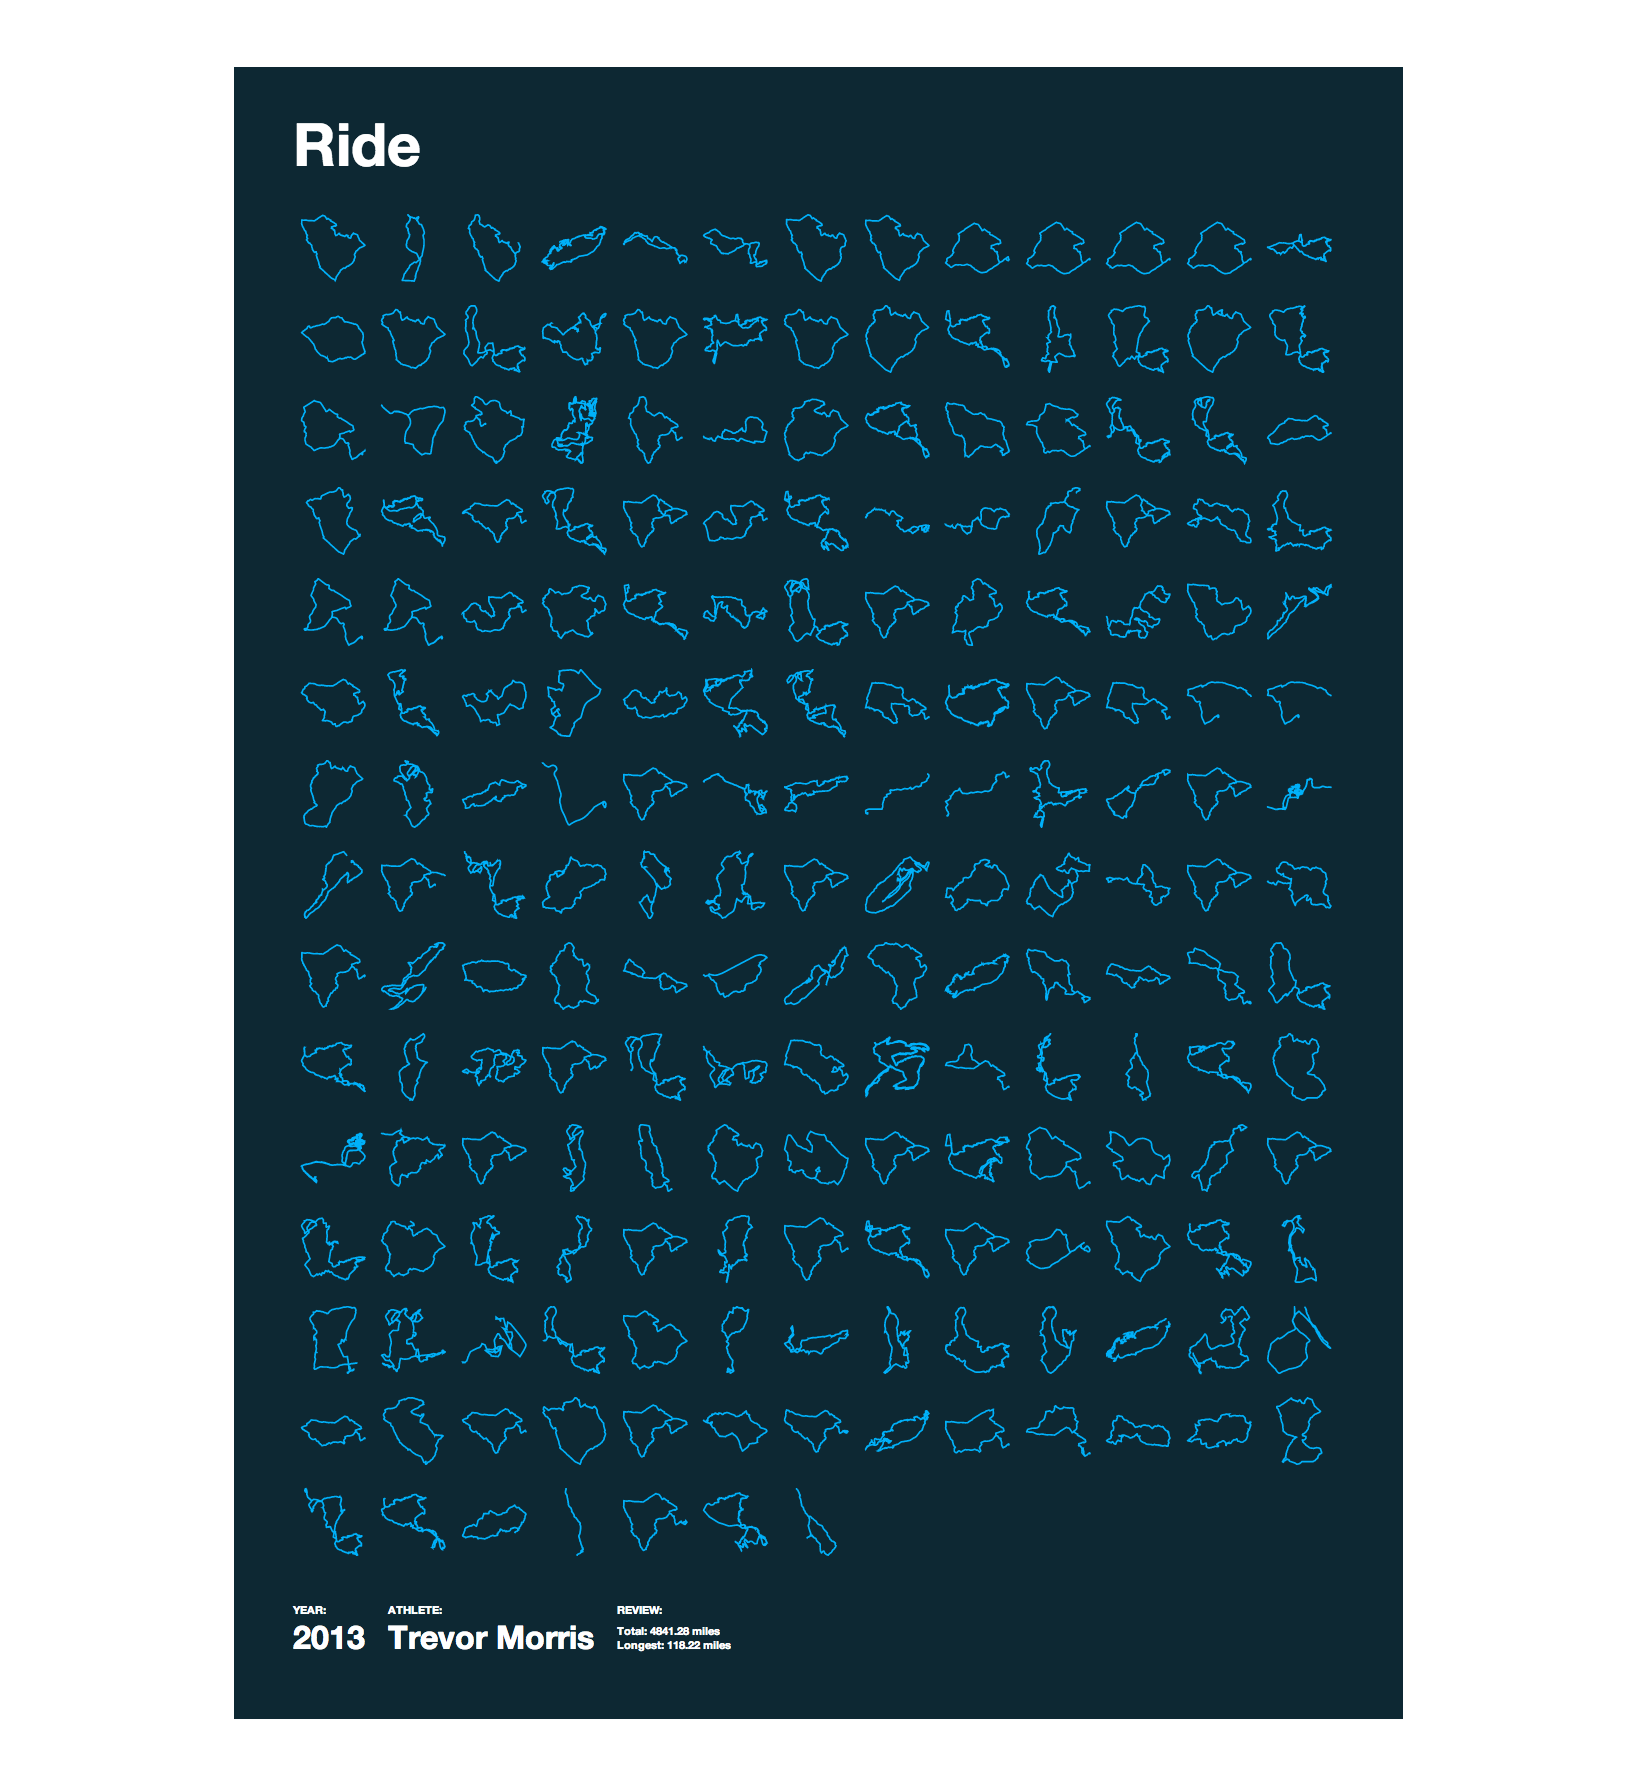 Ride
YEAR:
2013
ATHLETE:
Trevor Morris
REVIEW:
Total: 4841.28 miles
Longest: 118.22 miles